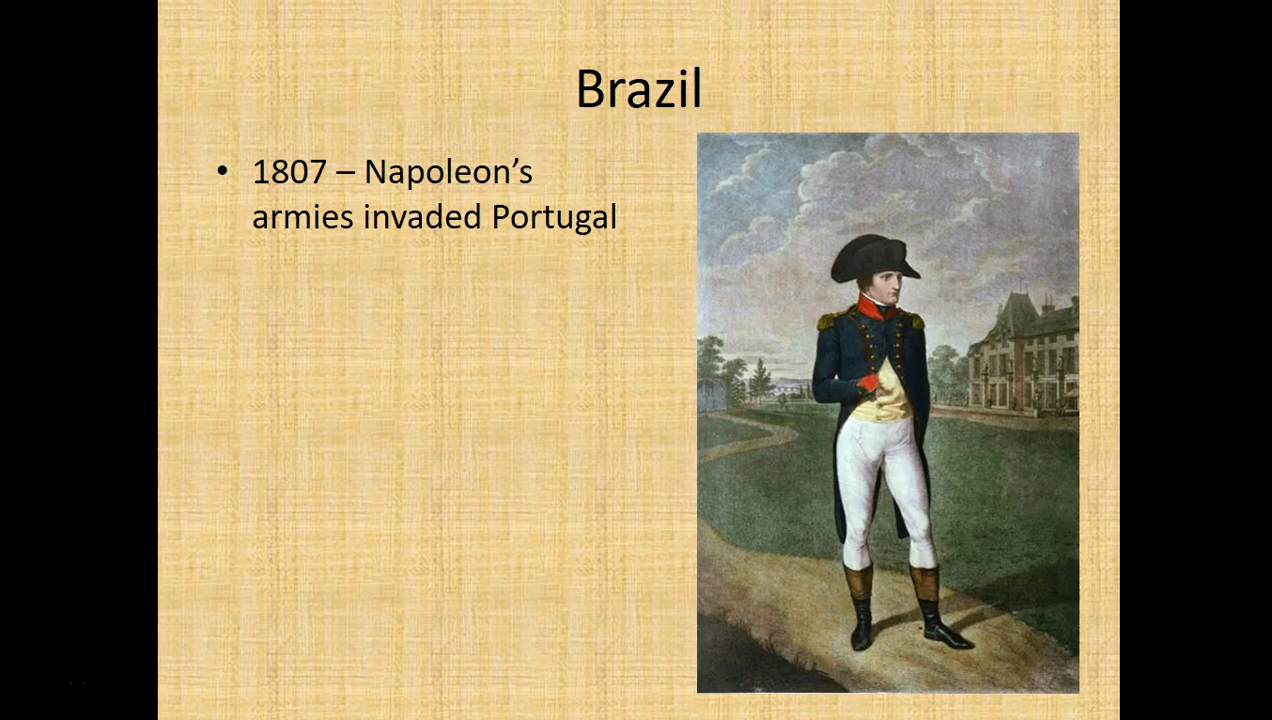 Brazil
• 1807 – Napoleon’s
armies invaded Portugal